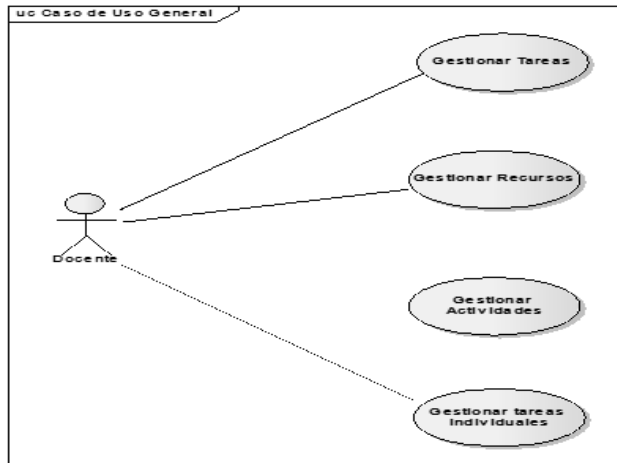 uc Caso de Uso General
Gestionar Tareas
Gestionar Recursos
Docente
Gestionar
Actividades
Gestionar tareas
Individuales